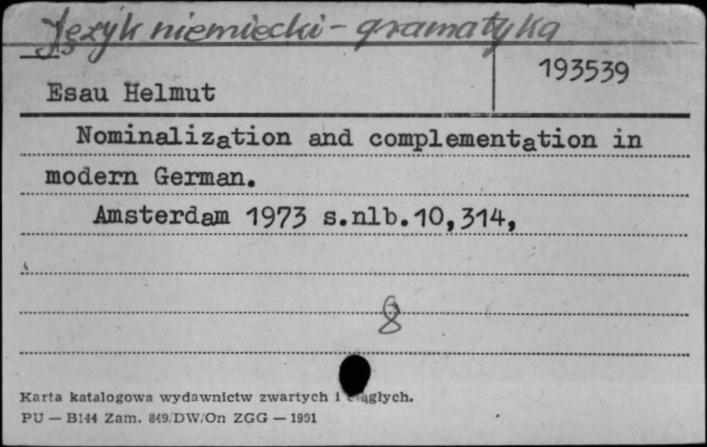 Język niemiecki - gramatyka
193539
Esau Helmut
Nominalization and complementation in
modern German.
Amsterdam 1973 s.nlb.10,314,
8
Karta katalogowa wydawnictw zwartych i ciągłych.
PU — B144 Zam. 849/DW/On ZGG — 1991